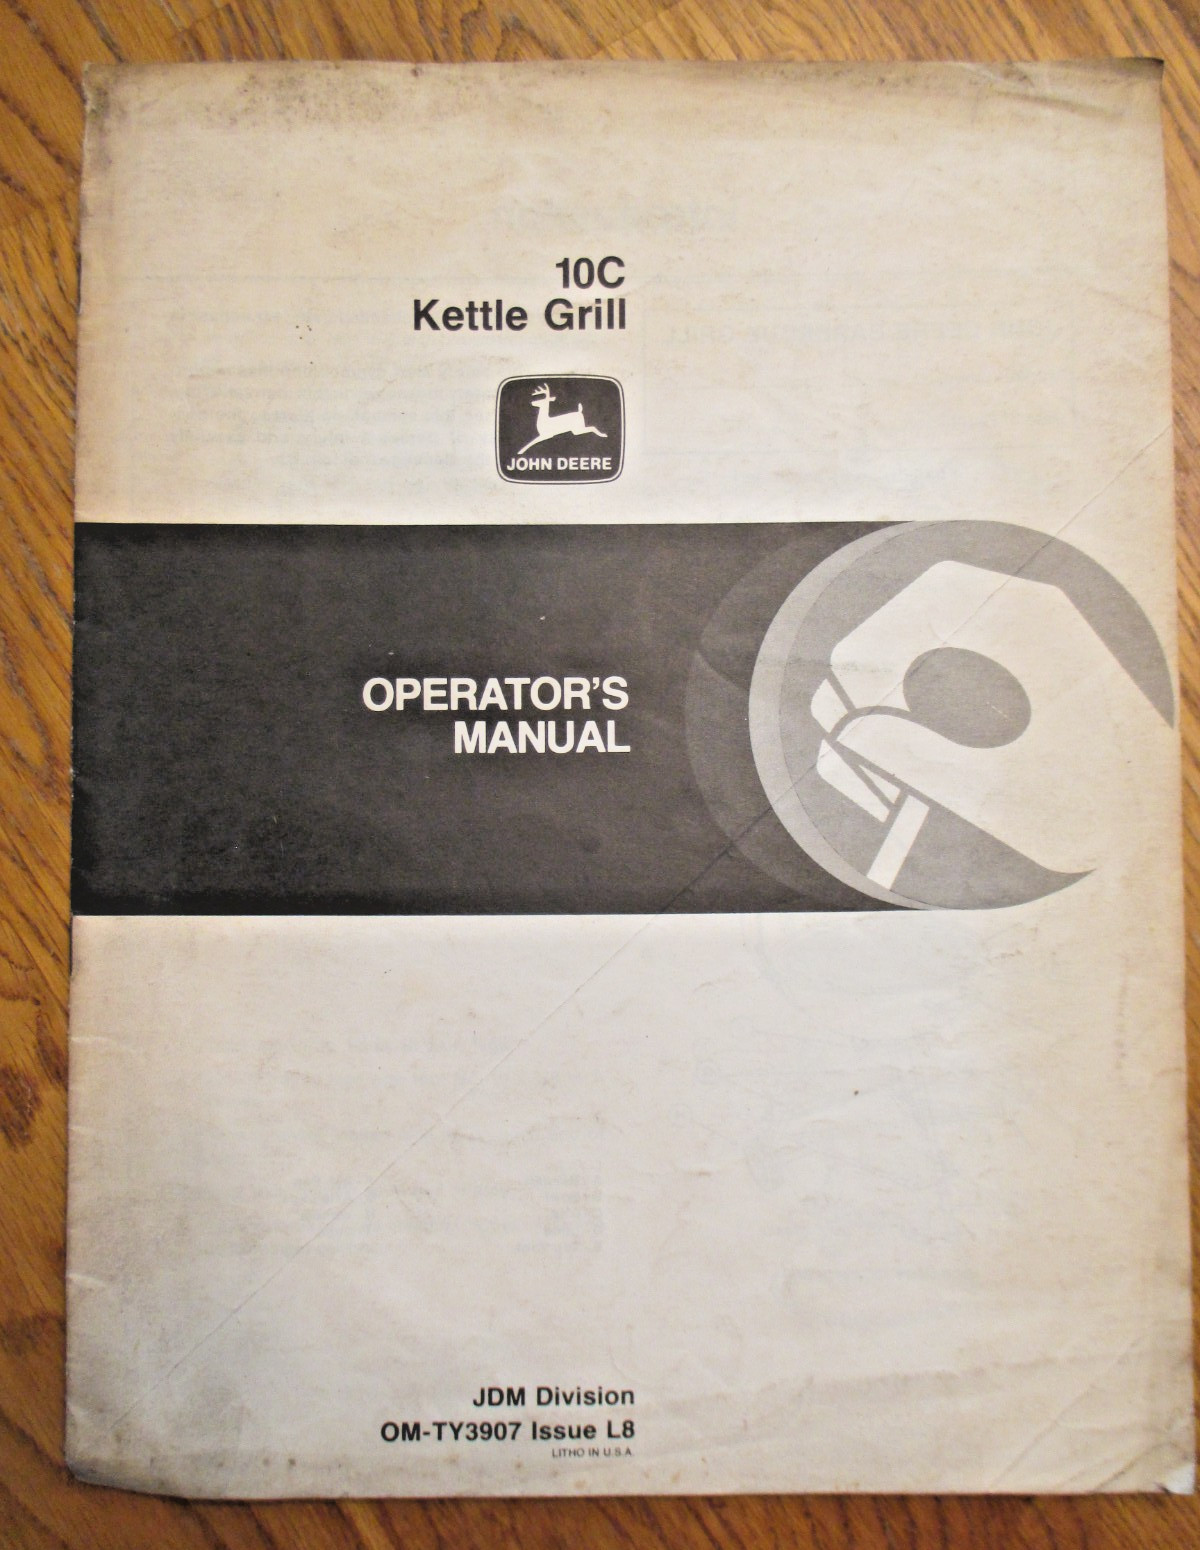 10C
Kettle Grill
JOHN DEERE
OPERATOR'S
MANUAL
JDM Division
OM-TY3907 Issue L8
LITHO IN U.S.A.